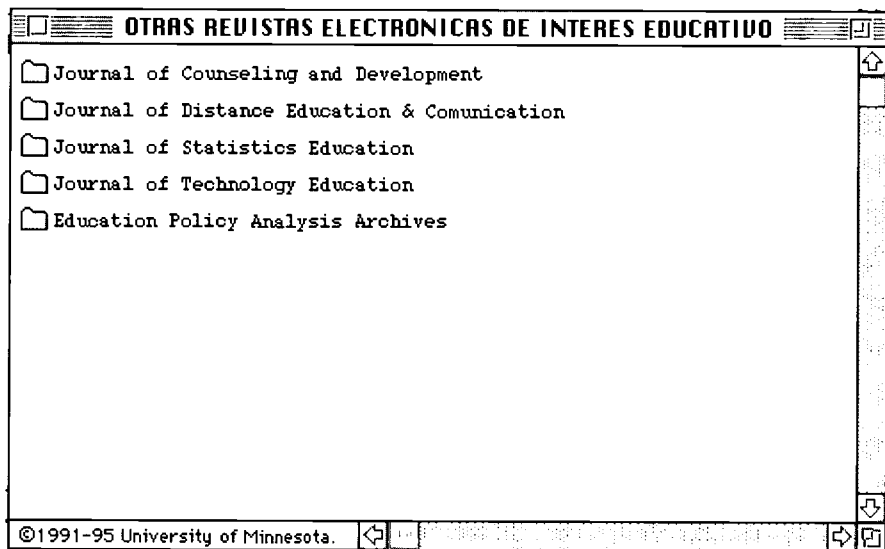 OTRAS REVISTAS ELECTRONICAS DE INTERES EDUCATIVO
Journal of Counseling and Development
Journal of Distance Education & Comunication
Journal of Statistics Education
Journal of Technology Education
Education Policy Analysis Archives
©1991-95 University of Minnesota.